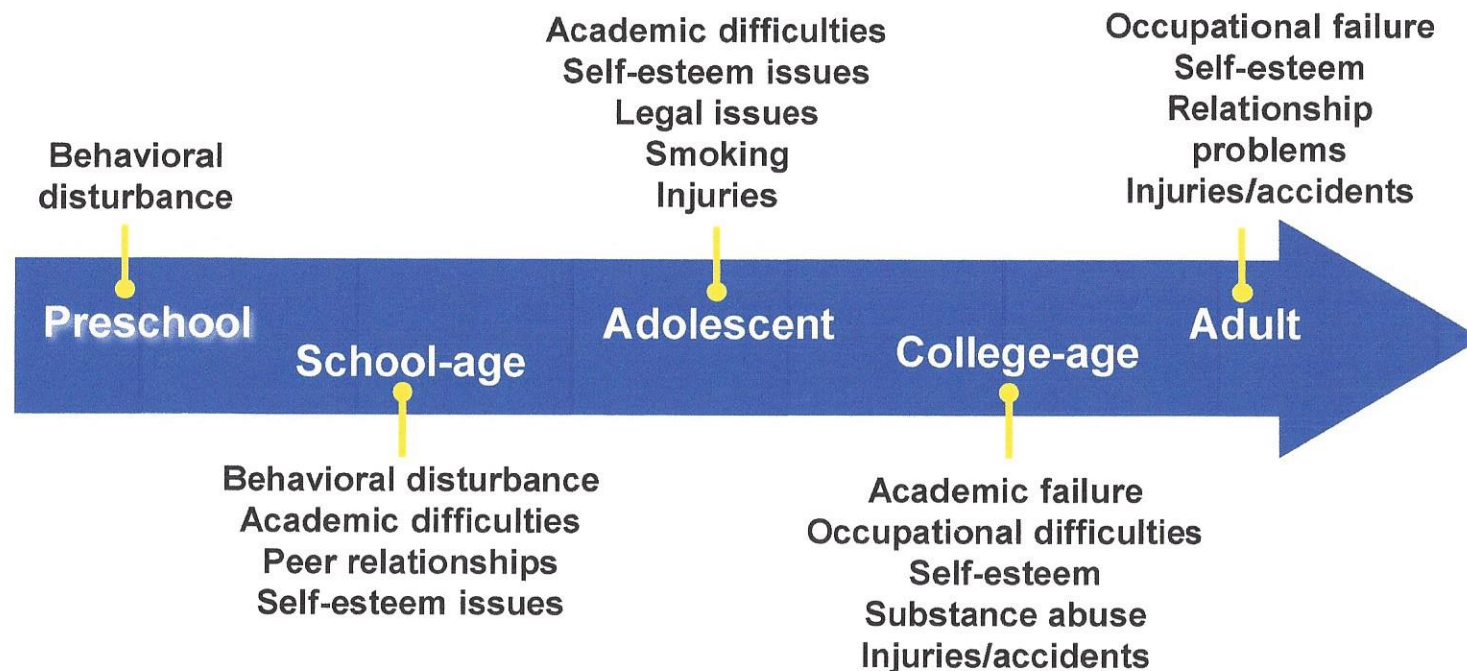 Behavioral
disturbance
Preschool
School-age
Behavioral disturbance
Academic difficulties
Peer relationships
Self-esteem issues
Academic difficulties
Self-esteem issues
Legal issues
Smoking
Injuries
Adolescent
College-age
Academic failure
Occupational difficulties
Self-esteem
Substance abuse
Injuries/accidents
Occupational failure
Self-esteem
Relationship
problems
Injuries/accidents
Adult